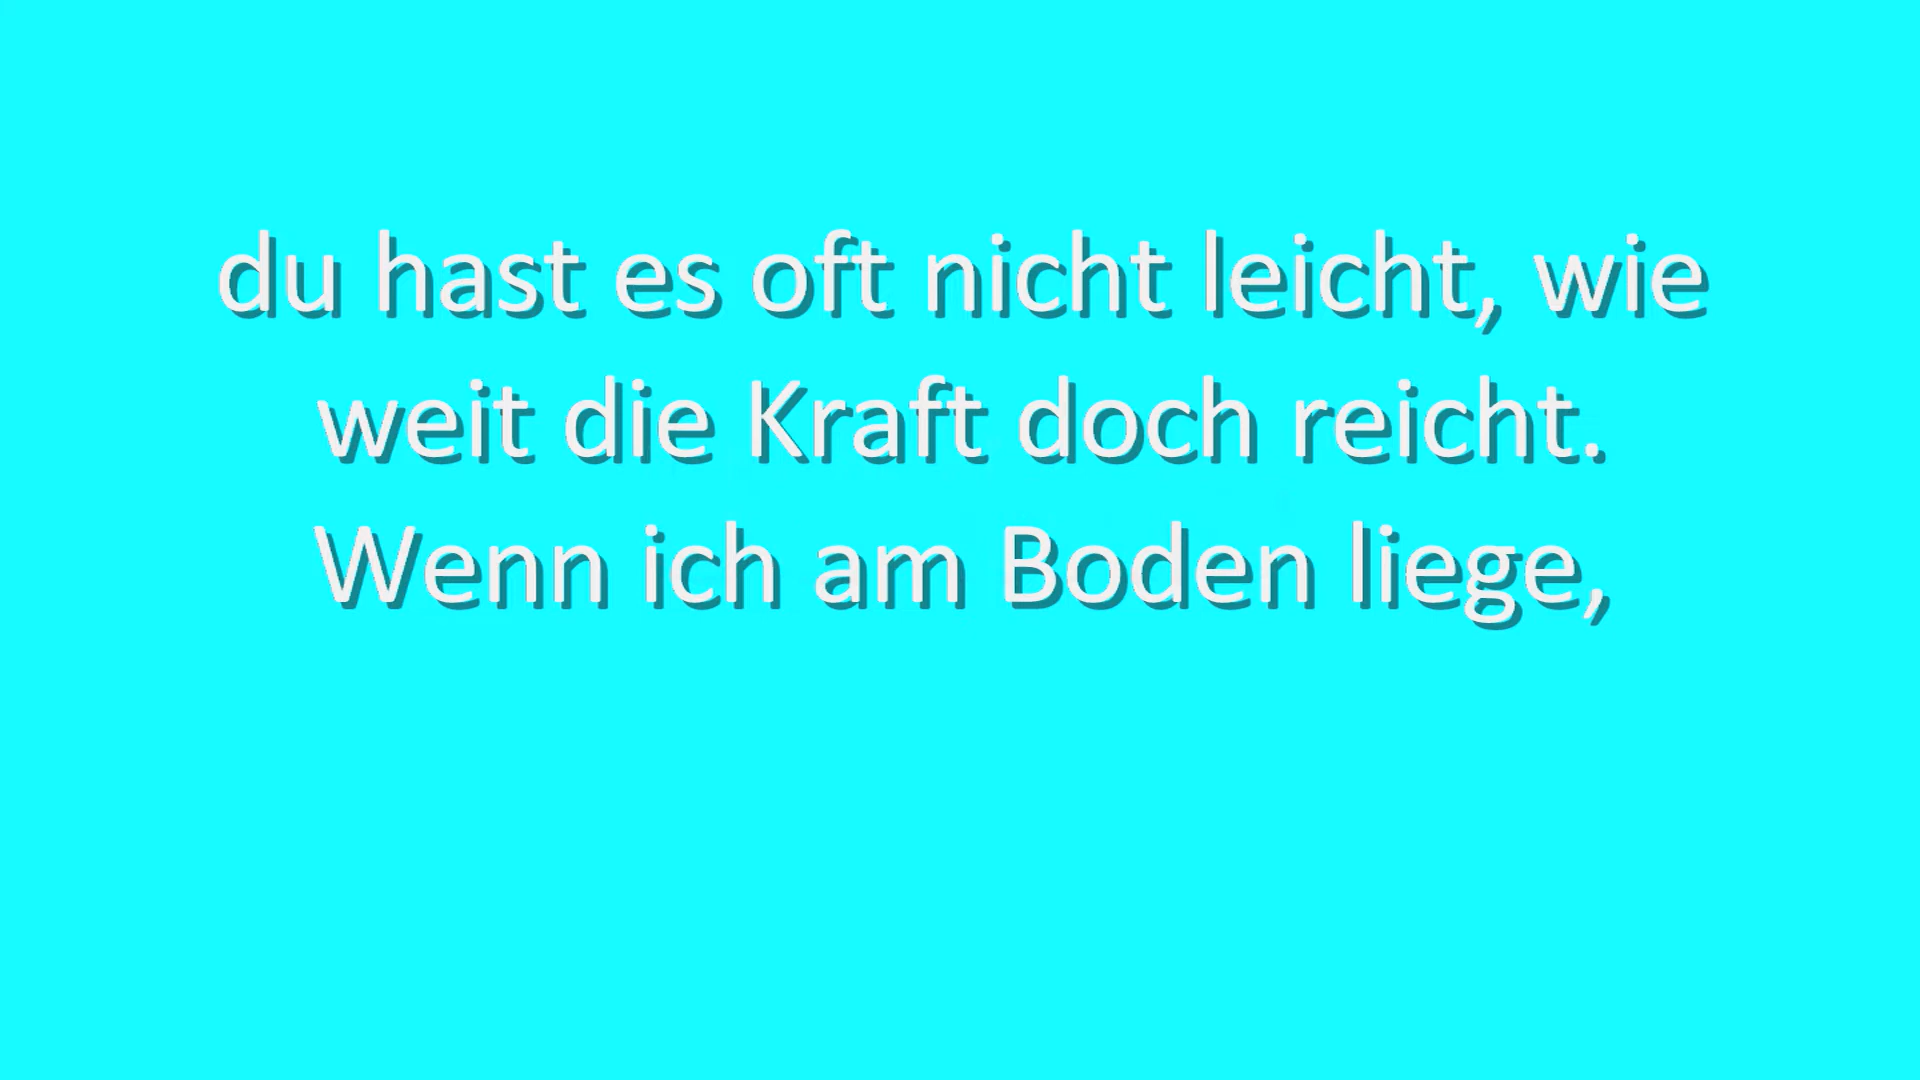 du hast es oft nicht leicht, wie
weit die Kraft doch reicht.
Wenn ich am Boden liege,